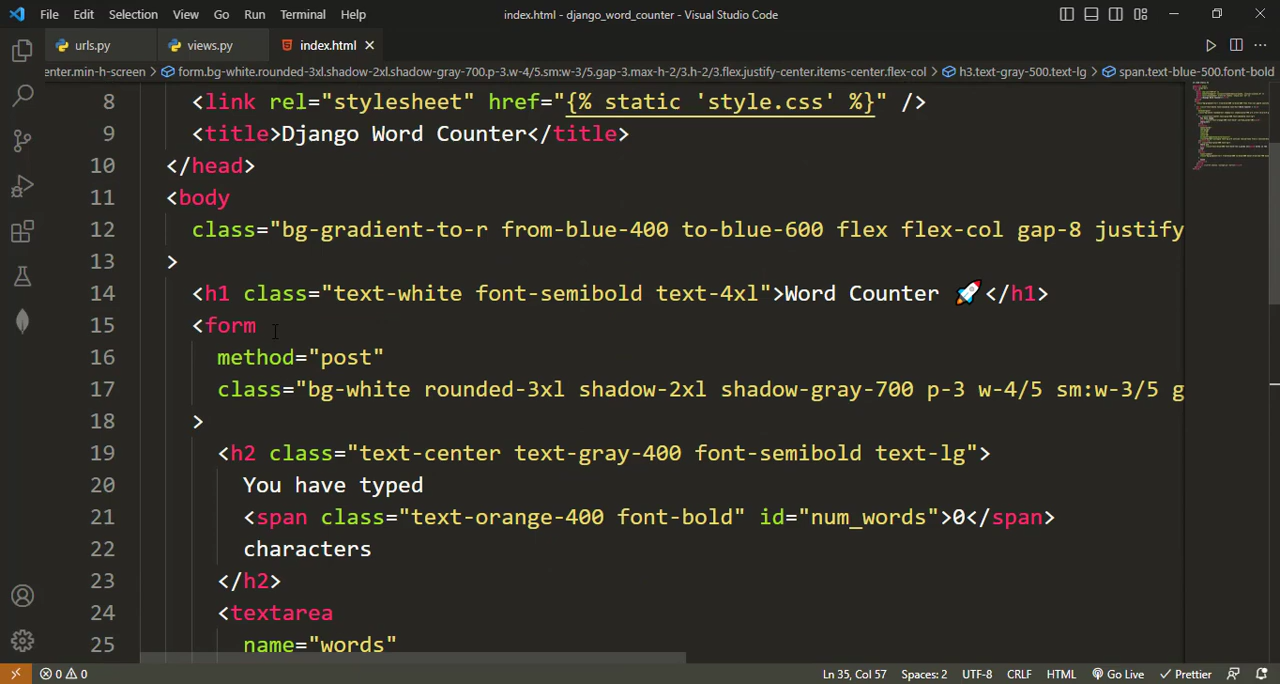 File Edit Selection View Go Run Terminal Help index.html - django_word_counter - Visual Studio Code
urls.py views.py index.html
enter.min-h-screen > form.bg-white.rounded-3xl.shadow-2xl.shadow-gray-700.p-3.w-4/5.sm:w-3/5.gap-3.max-h-2/3.h-2/3.flex.justify-center.items-center.flex-col > h3.text-gray-500.text-lg > span.text-blue-500.font-bold
8 <link rel="stylesheet" href="{% static 'style.css' %}" />
9 <title>Django Word Counter</title>
10 </head>
11 <body
12 class="bg-gradient-to-r from-blue-400 to-blue-600 flex flex-col gap-8 justify
13 >
14 <h1 class="text-white font-semibold text-4xl">Word Counter 🚀</h1>
15 <form
16 method="post"
17 class="bg-white rounded-3xl shadow-2xl shadow-gray-700 p-3 w-4/5 sm:w-3/5 g
18 >
19 <h2 class="text-center text-gray-400 font-semibold text-lg">
20 You have typed
21 <span class="text-orange-400 font-bold" id="num_words">0</span>
22 characters
23 </h2>
24 <textarea
25 name="words"
0 0 Ln 35, Col 57 Spaces: 2 UTF-8 CRLF HTML Go Live Prettier